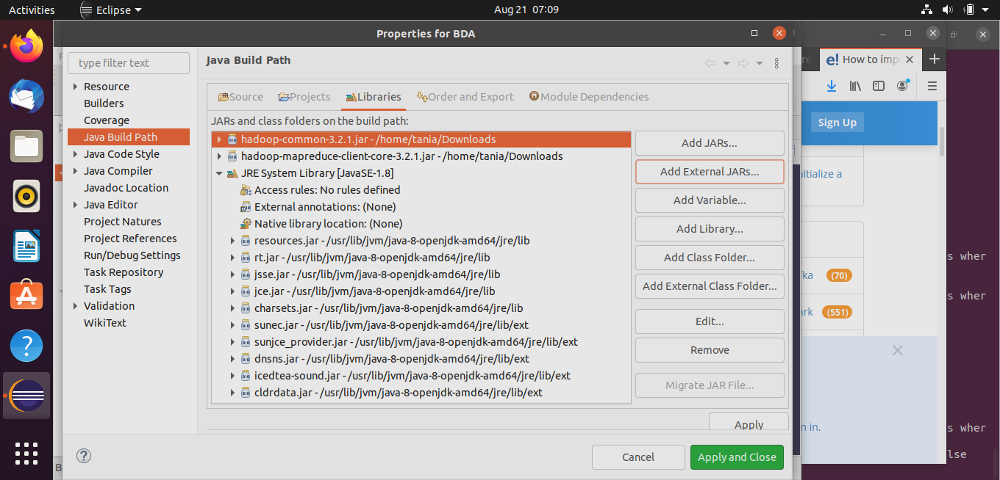 Activities Eclipse Aug 21 07:09
Properties for BDA
type filter text
Resource
Builders
Coverage
Java Build Path
Java Code Style
Java Compiler
Javadoc Location
Java Editor
Project Natures
Project References
Run/Debug Settings
Task Repository
Task Tags
Validation
WikiText
Java Build Path
Source Projects Libraries Order and Export Module Dependencies
JARs and class folders on the build path:
hadoop-common-3.2.1.jar - /home/tania/Downloads
hadoop-mapreduce-client-core-3.2.1.jar - /home/tania/Downloads
JRE System Library [JavaSE-1.8]
Access rules: No rules defined
External annotations: (None)
Native library location: (None)
resources.jar - /usr/lib/jvm/java-8-openjdk-amd64/jre/lib
rt.jar - /usr/lib/jvm/java-8-openjdk-amd64/jre/lib
jsse.jar - /usr/lib/jvm/java-8-openjdk-amd64/jre/lib
jce.jar - /usr/lib/jvm/java-8-openjdk-amd64/jre/lib
charsets.jar - /usr/lib/jvm/java-8-openjdk-amd64/jre/lib
sunec.jar - /usr/lib/jvm/java-8-openjdk-amd64/jre/lib/ext
sunjce_provider.jar - /usr/lib/jvm/java-8-openjdk-amd64/jre/lib/ext
dnsns.jar - /usr/lib/jvm/java-8-openjdk-amd64/jre/lib/ext
icedtea-sound.jar - /usr/lib/jvm/java-8-openjdk-amd64/jre/lib/ext
cldrdata.jar - /usr/lib/jvm/java-8-openjdk-amd64/jre/lib/ext
Add JARs...
Add External JARs...
Add Variable...
Add Library...
Add Class Folder...
Add External Class Folder...
Edit...
Remove
Migrate JAR File...
Apply
Cancel
Apply and Close
re
e! How to impo
Sign Up
nitialize a
fka (70)
ark (551)
n in.
s wher
s wher
s wher
lse